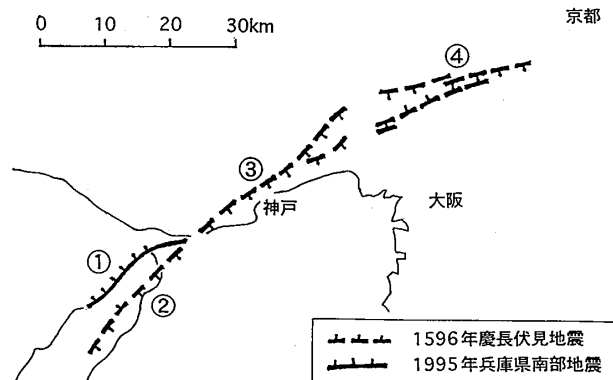 京都
0 10 20 30km
④
③
神戸
大阪
①
②
1596年慶長伏見地震
1995年兵庫県南部地震